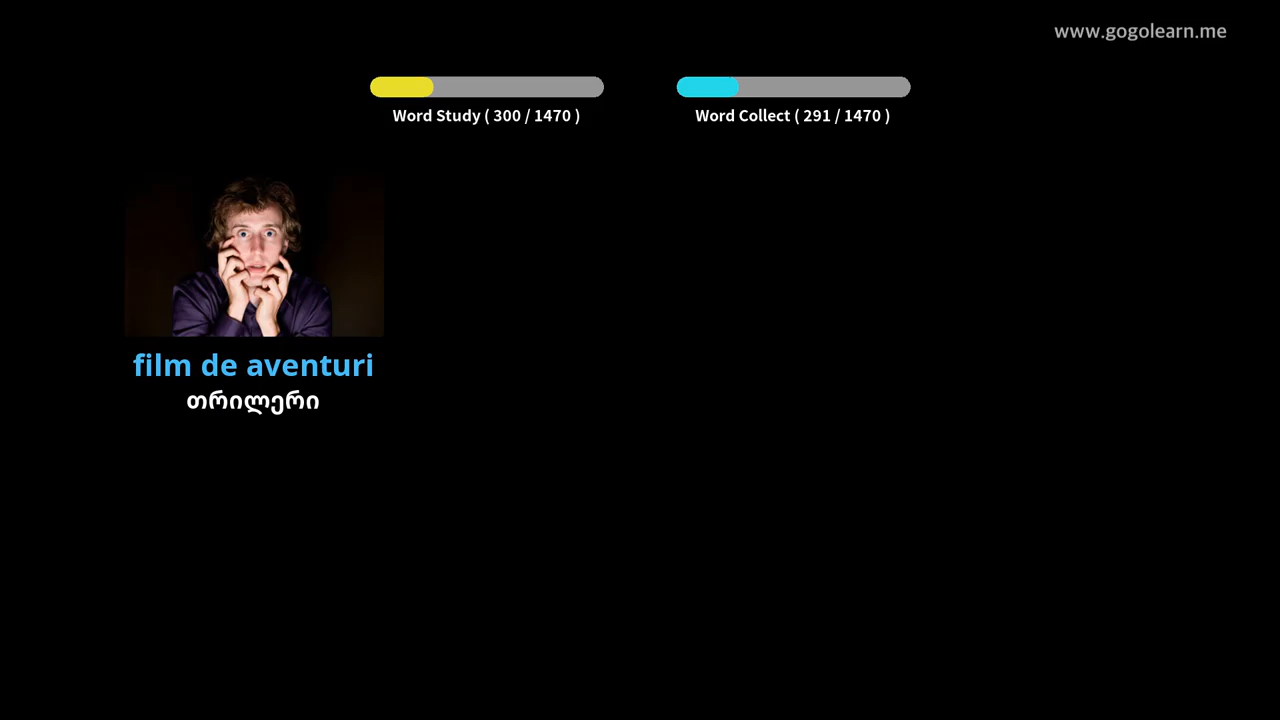 www.gogolearn.me
Word Study ( 300 / 1470 )
Word Collect ( 291 / 1470 )
film de aventuri
თრილერი